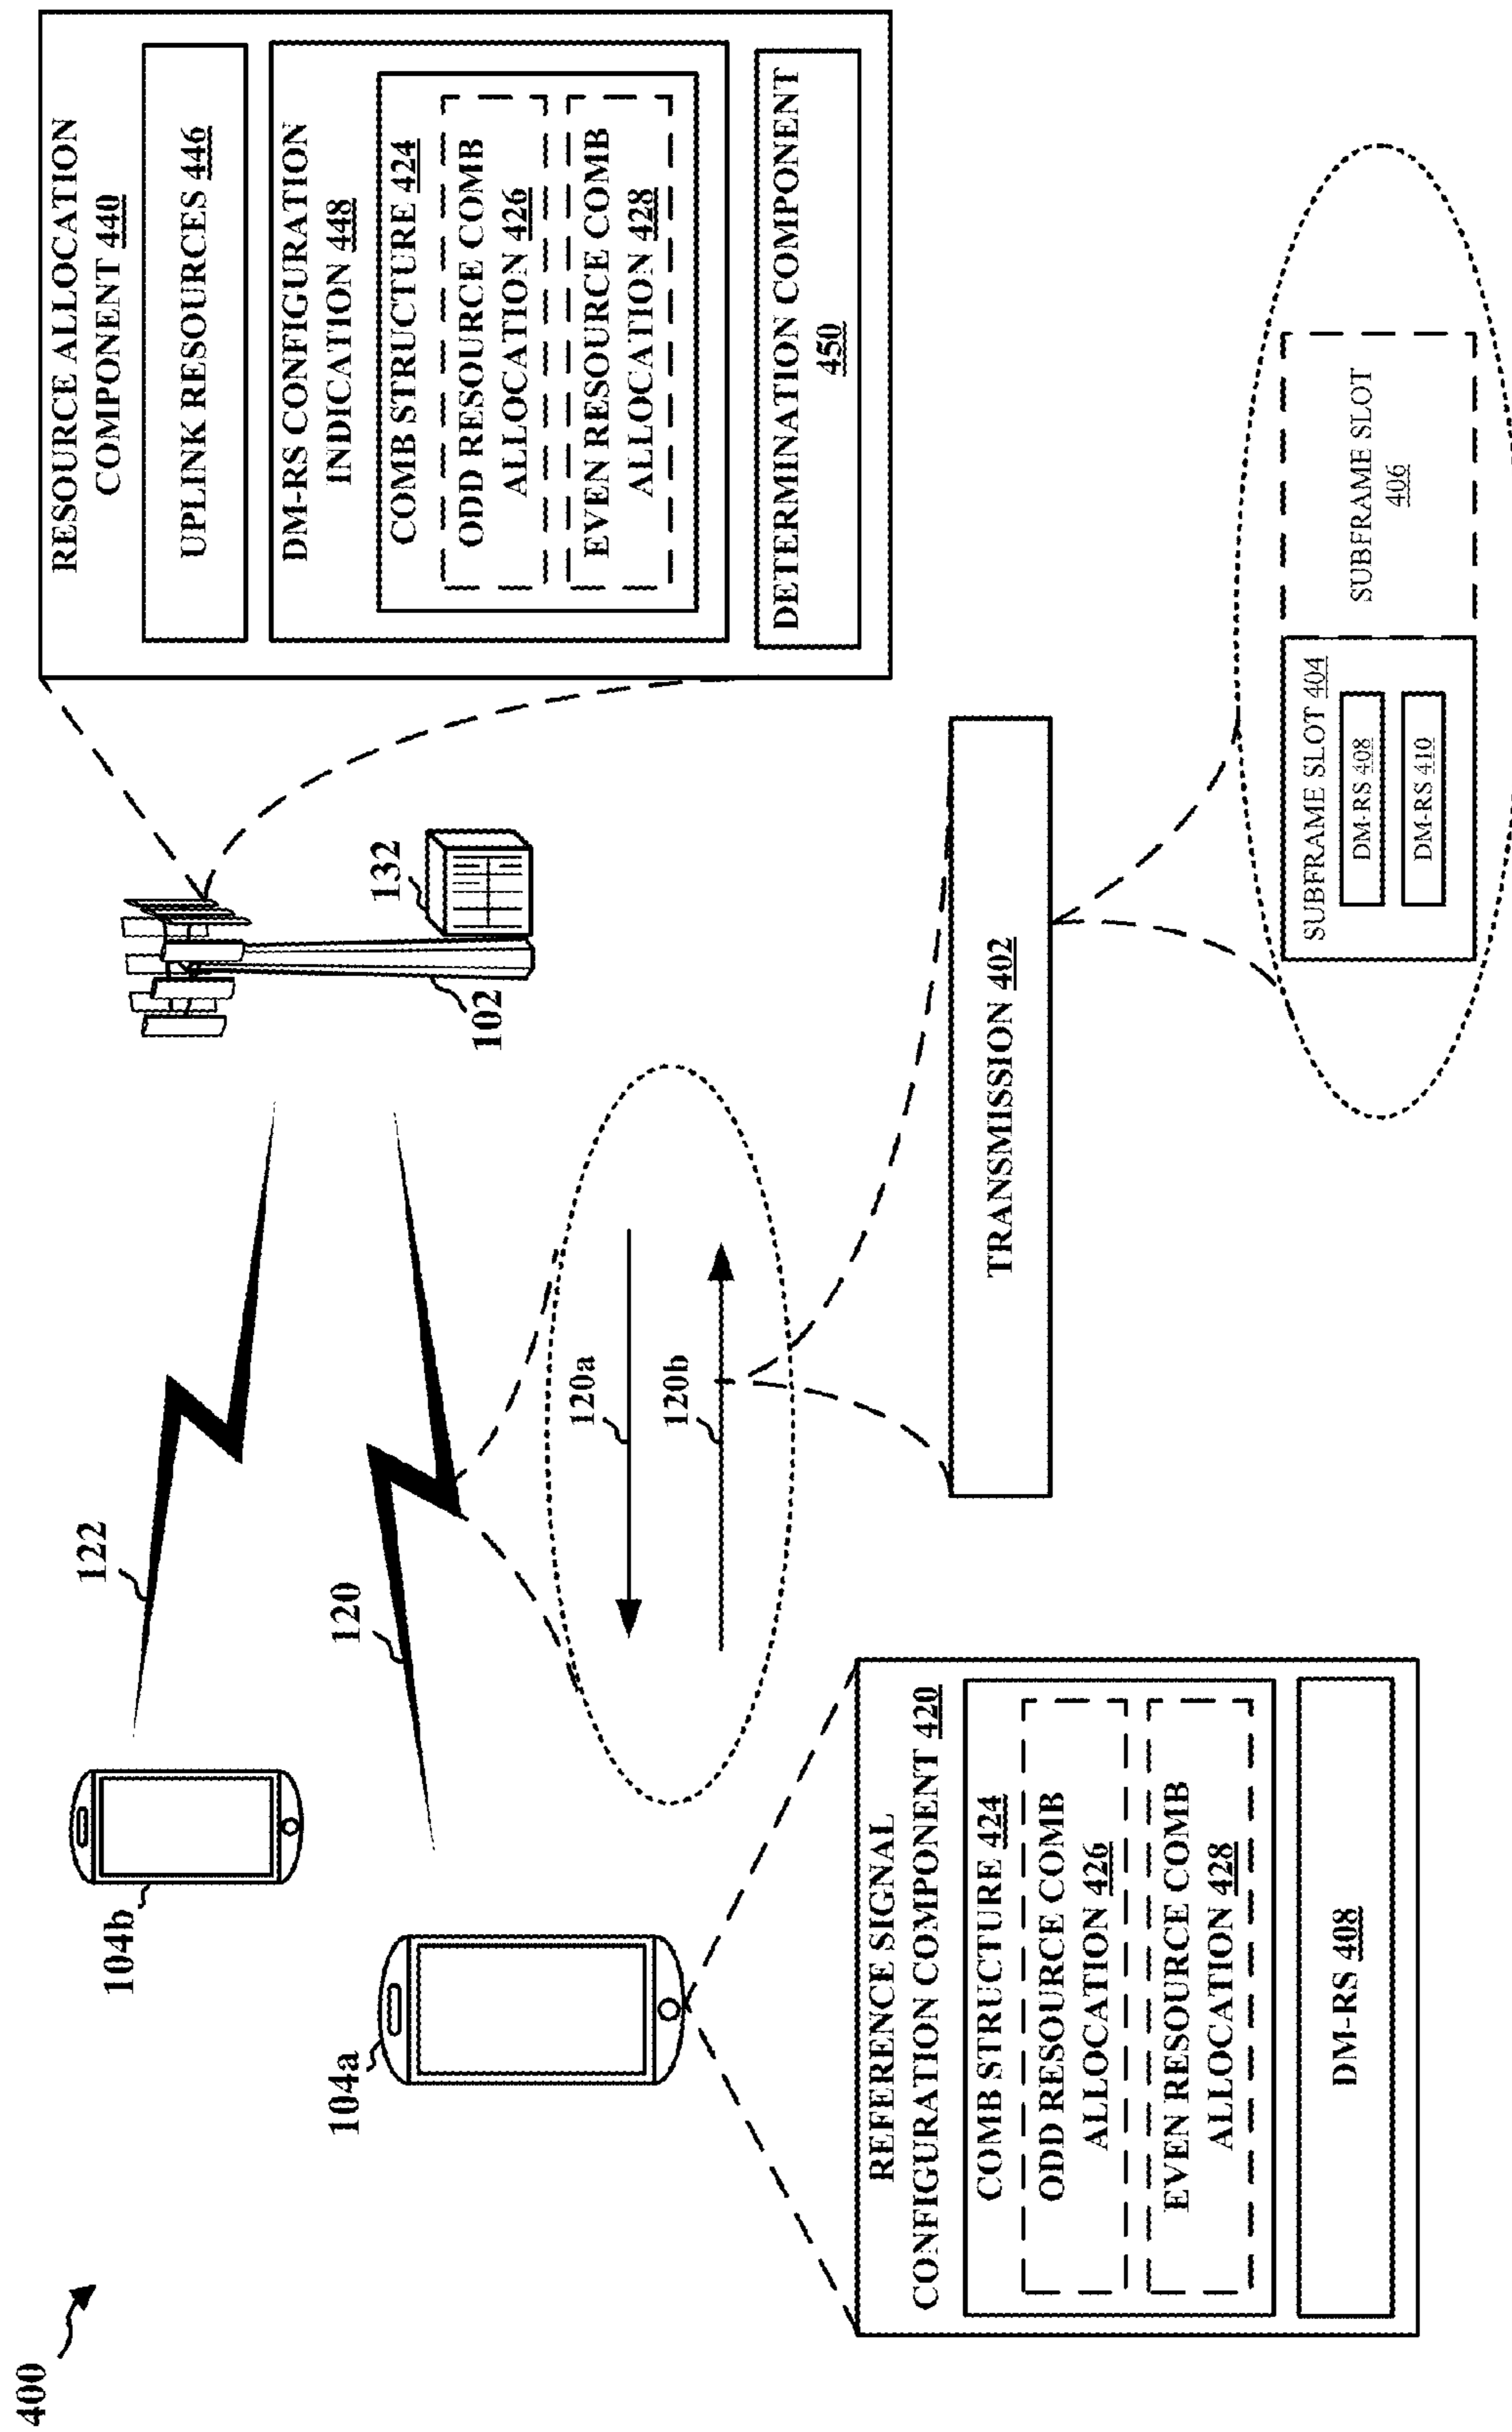 400
104b
122
104a
120
102
132
120a
120b
RESOURCE ALLOCATION
COMPONENT 440
UPLINK RESOURCES 446
DM-RS CONFIGURATION
INDICATION 448
COMB STRUCTURE 424
ODD RESOURCE COMB
ALLOCATION 426
EVEN RESOURCE COMB
ALLOCATION 428
DETERMINATION COMPONENT
450
REFERENCE SIGNAL
CONFIGURATION COMPONENT 420
COMB STRUCTURE 424
ODD RESOURCE COMB
ALLOCATION 426
EVEN RESOURCE COMB
ALLOCATION 428
DM-RS 408
TRANSMISSION 402
SUBFRAME SLOT 404
DM-RS 408
DM-RS 410
SUBFRAME SLOT
406